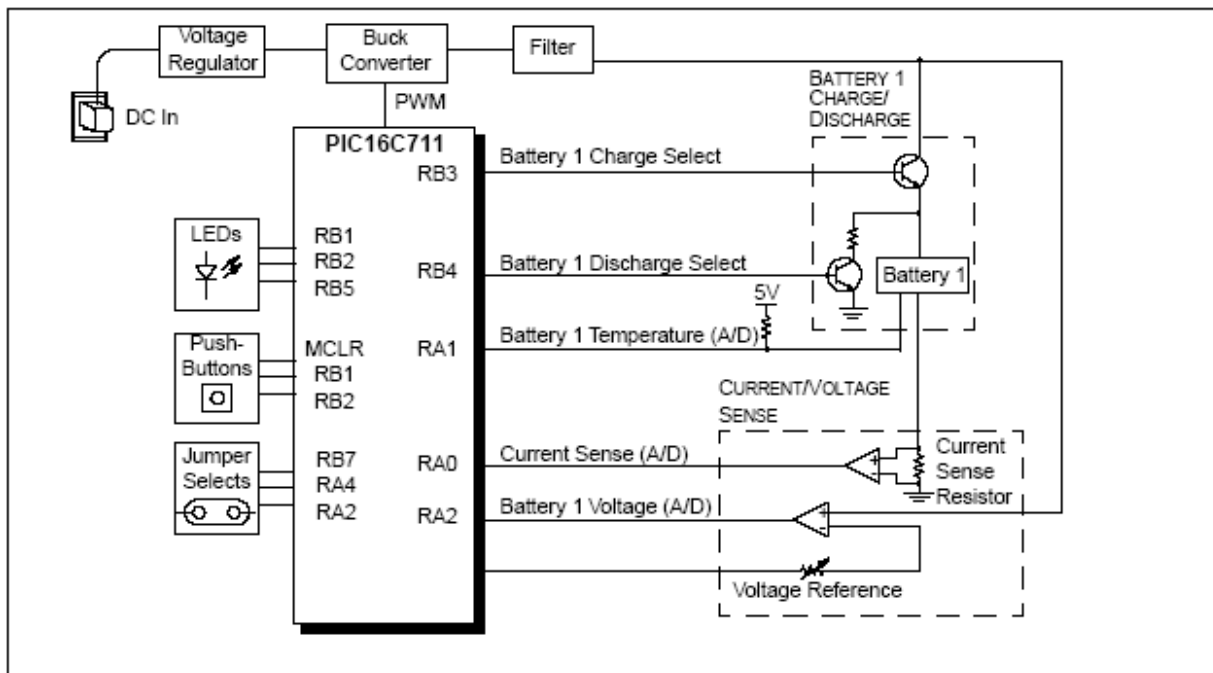 Voltage
Regulator
Buck
Converter
Filter
DC In
PWM
BATTERY 1
CHARGE/
DISCHARGE
PIC16C711
RB3
Battery 1 Charge Select
LEDs
RB1
RB2
RB5
RB4
Battery 1 Discharge Select
Battery 1
5V
Push-
Buttons
MCLR
RB1
RB2
RA1
Battery 1 Temperature (A/D)
CURRENT/VOLTAGE
SENSE
Jumper
Selects
RB7
RA4
RA2
RA0
Current Sense (A/D)
+
-
Current
Sense
Resistor
RA2
Battery 1 Voltage (A/D)
+
-
Voltage Reference